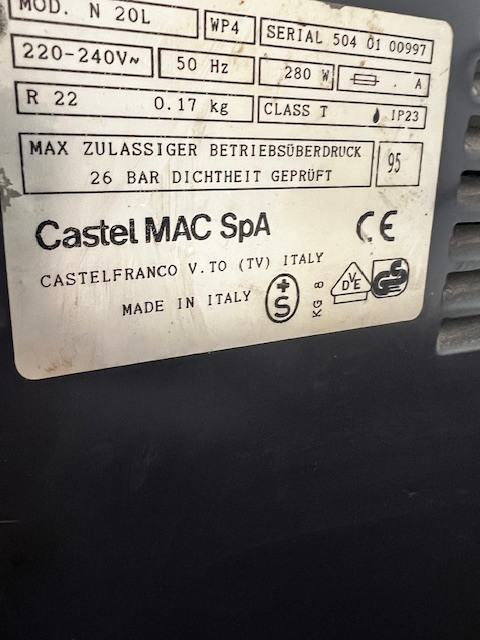 MOD. N 20L WP4 SERIAL 504 01 00997
220-240V~ 50 Hz 280 W . A
R 22 0.17 kg CLASS T IP23
MAX ZULASSIGER BETRIEBSÜBERDRUCK
26 BAR DICHTHEIT GEPRÜFT
95
Castel MAC SpA CE
CASTELFRANCO V.TO (TV) ITALY
MADE IN ITALY +S KG 8 DVE GS